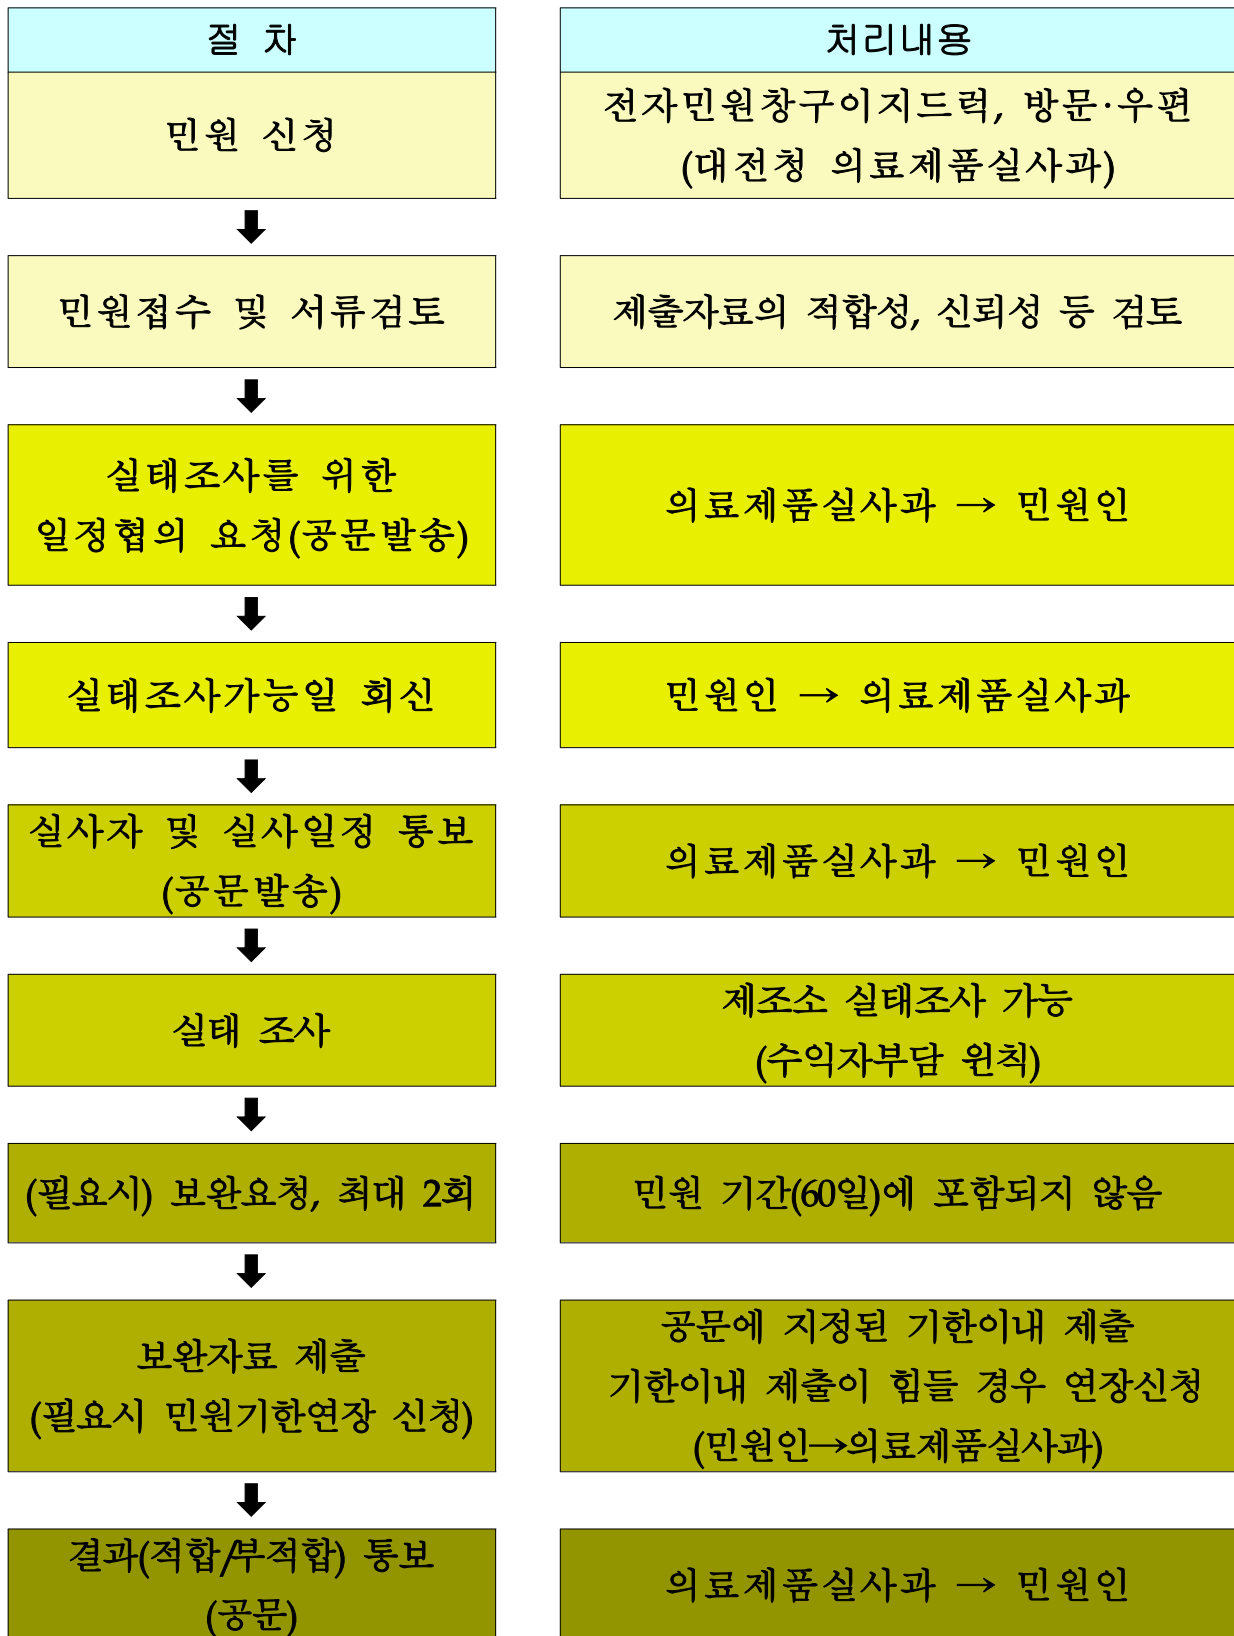 절 차
처리내용
민원 신청
전자민원창구이지드럭, 방문·우편
(대전청 의료제품실사과)
민원접수 및 서류검토
제출자료의 적합성, 신뢰성 등 검토
실태조사를 위한
일정협의 요청(공문발송)
의료제품실사과 → 민원인
실태조사가능일 회신
민원인 → 의료제품실사과
실사자 및 실사일정 통보
(공문발송)
의료제품실사과 → 민원인
실태 조사
제조소 실태조사 가능
(수익자부담 원칙)
(필요시) 보완요청, 최대 2회
민원 기간(60일)에 포함되지 않음
보완자료 제출
(필요시 민원기한연장 신청)
공문에 지정된 기한이내 제출
기한이내 제출이 힘들 경우 연장신청
(민원인→의료제품실사과)
결과(적합/부적합) 통보
(공문)
의료제품실사과 → 민원인